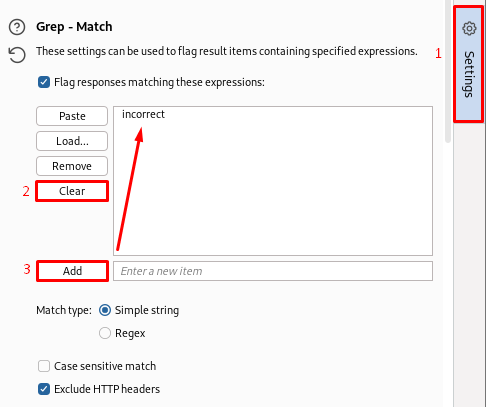 Grep - Match
These settings can be used to flag result items containing specified expressions.
1
Settings
Flag responses matching these expressions:
Paste
incorrect
Load...
Remove
2
Clear
3
Add
Enter a new item
Match type:
Simple string
Regex
Case sensitive match
Exclude HTTP headers